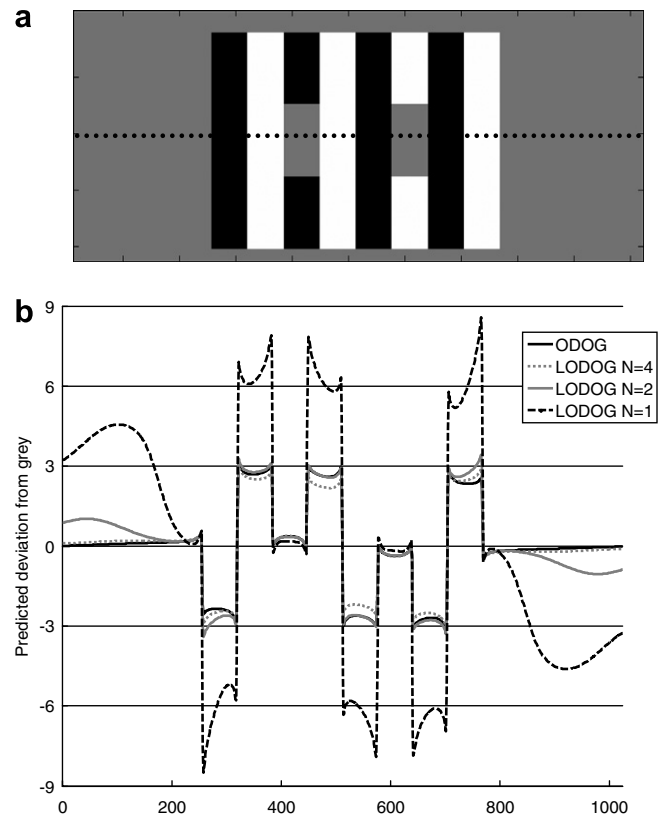 a
b
Predicted deviation from grey
9
6
3
0
-3
-6
-9
ODOG
LODOG N=4
LODOG N=2
LODOG N=1
0 200 400 600 800 1000